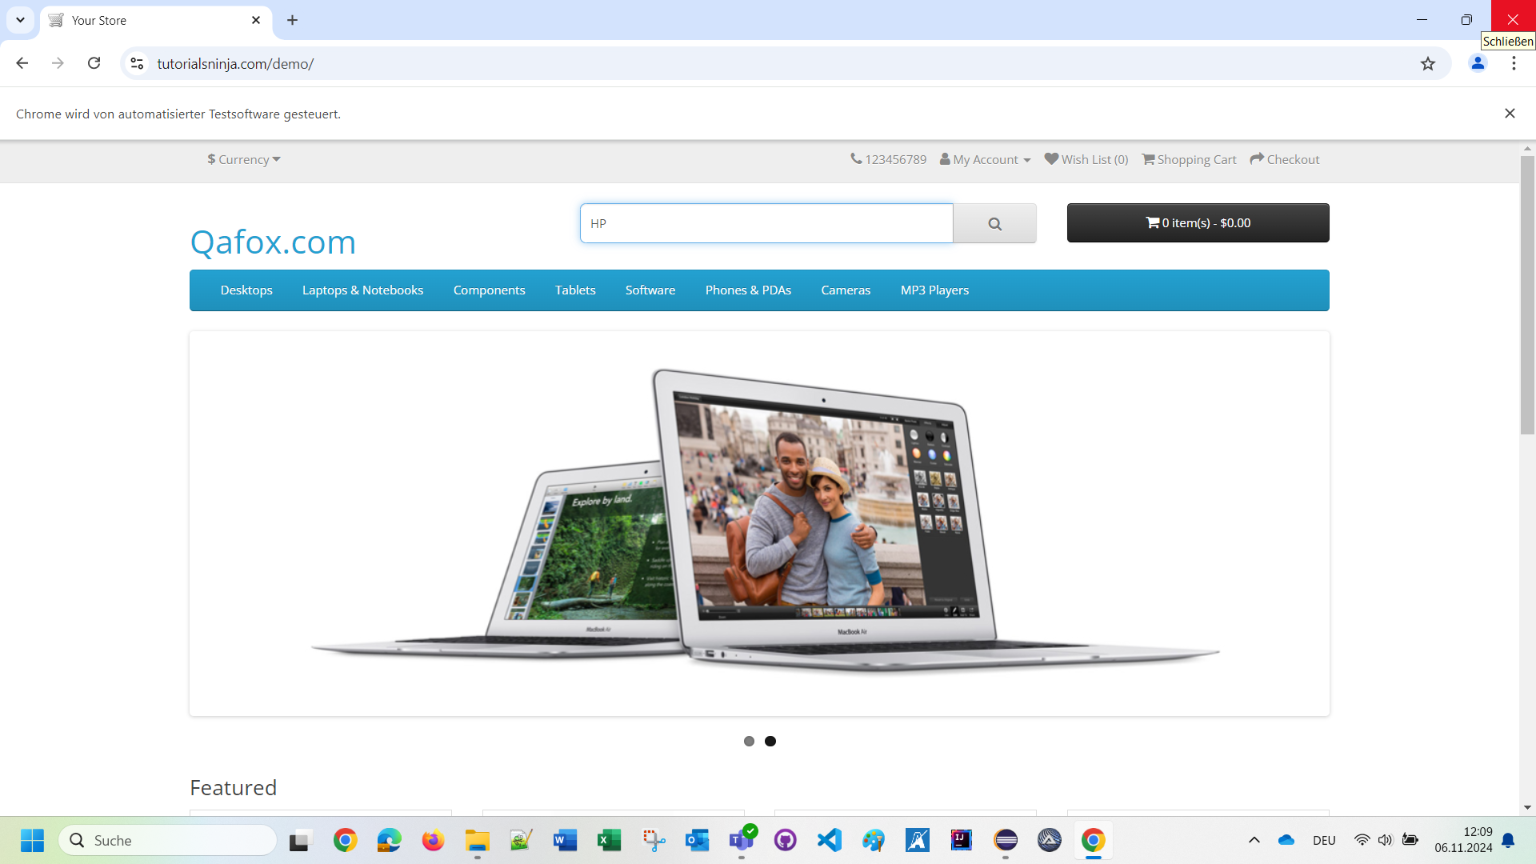 Your Store
Schließen
tutorialsninja.com/demo/
Chrome wird von automatisierter Testsoftware gesteuert.
$ Currency
123456789 My Account Wish List (0) Shopping Cart Checkout
HP
0 item(s) - $0.00
Qafox.com
Desktops Laptops & Notebooks Components Tablets Software Phones & PDAs Cameras MP3 Players
Explore by land.
MacBook Air
MacBook Air
Featured
Suche
DEU
12:09
06.11.2024